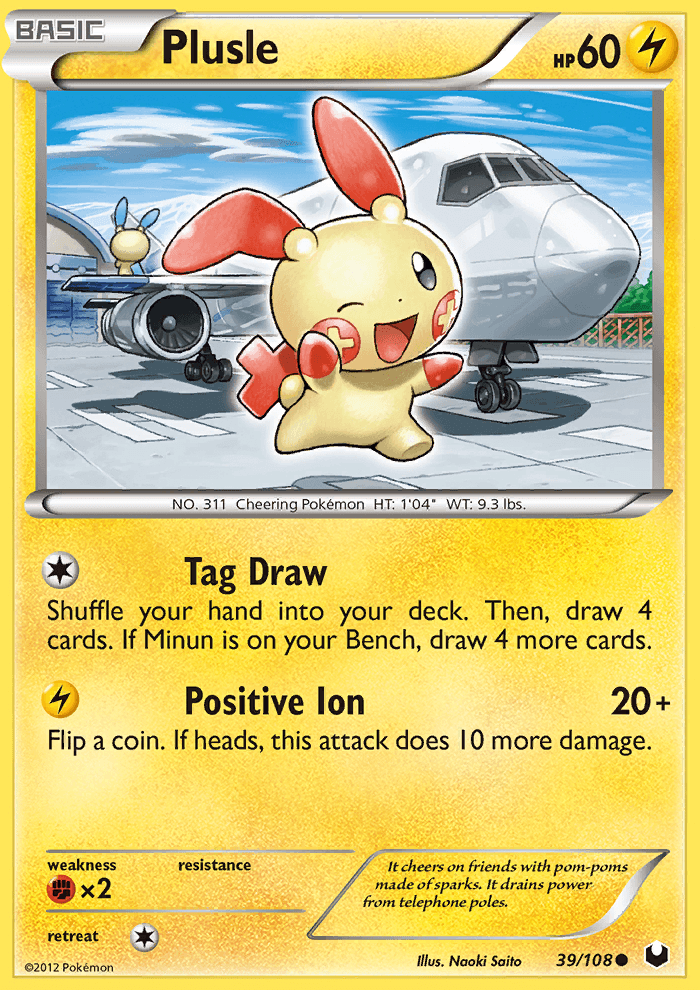 BASIC
Plusle
HP60
NO. 311 Cheering Pokémon HT: 1'04" WT: 9.3 lbs.
Tag Draw
Shuffle your hand into your deck. Then, draw 4
cards. If Minun is on your Bench, draw 4 more cards.
Positive Ion 20+
Flip a coin. If heads, this attack does 10 more damage.
weakness resistance
×2
It cheers on friends with pom-poms
made of sparks. It drains power
from telephone poles.
retreat
©2012 Pokémon
Illus. Naoki Saito 39/108